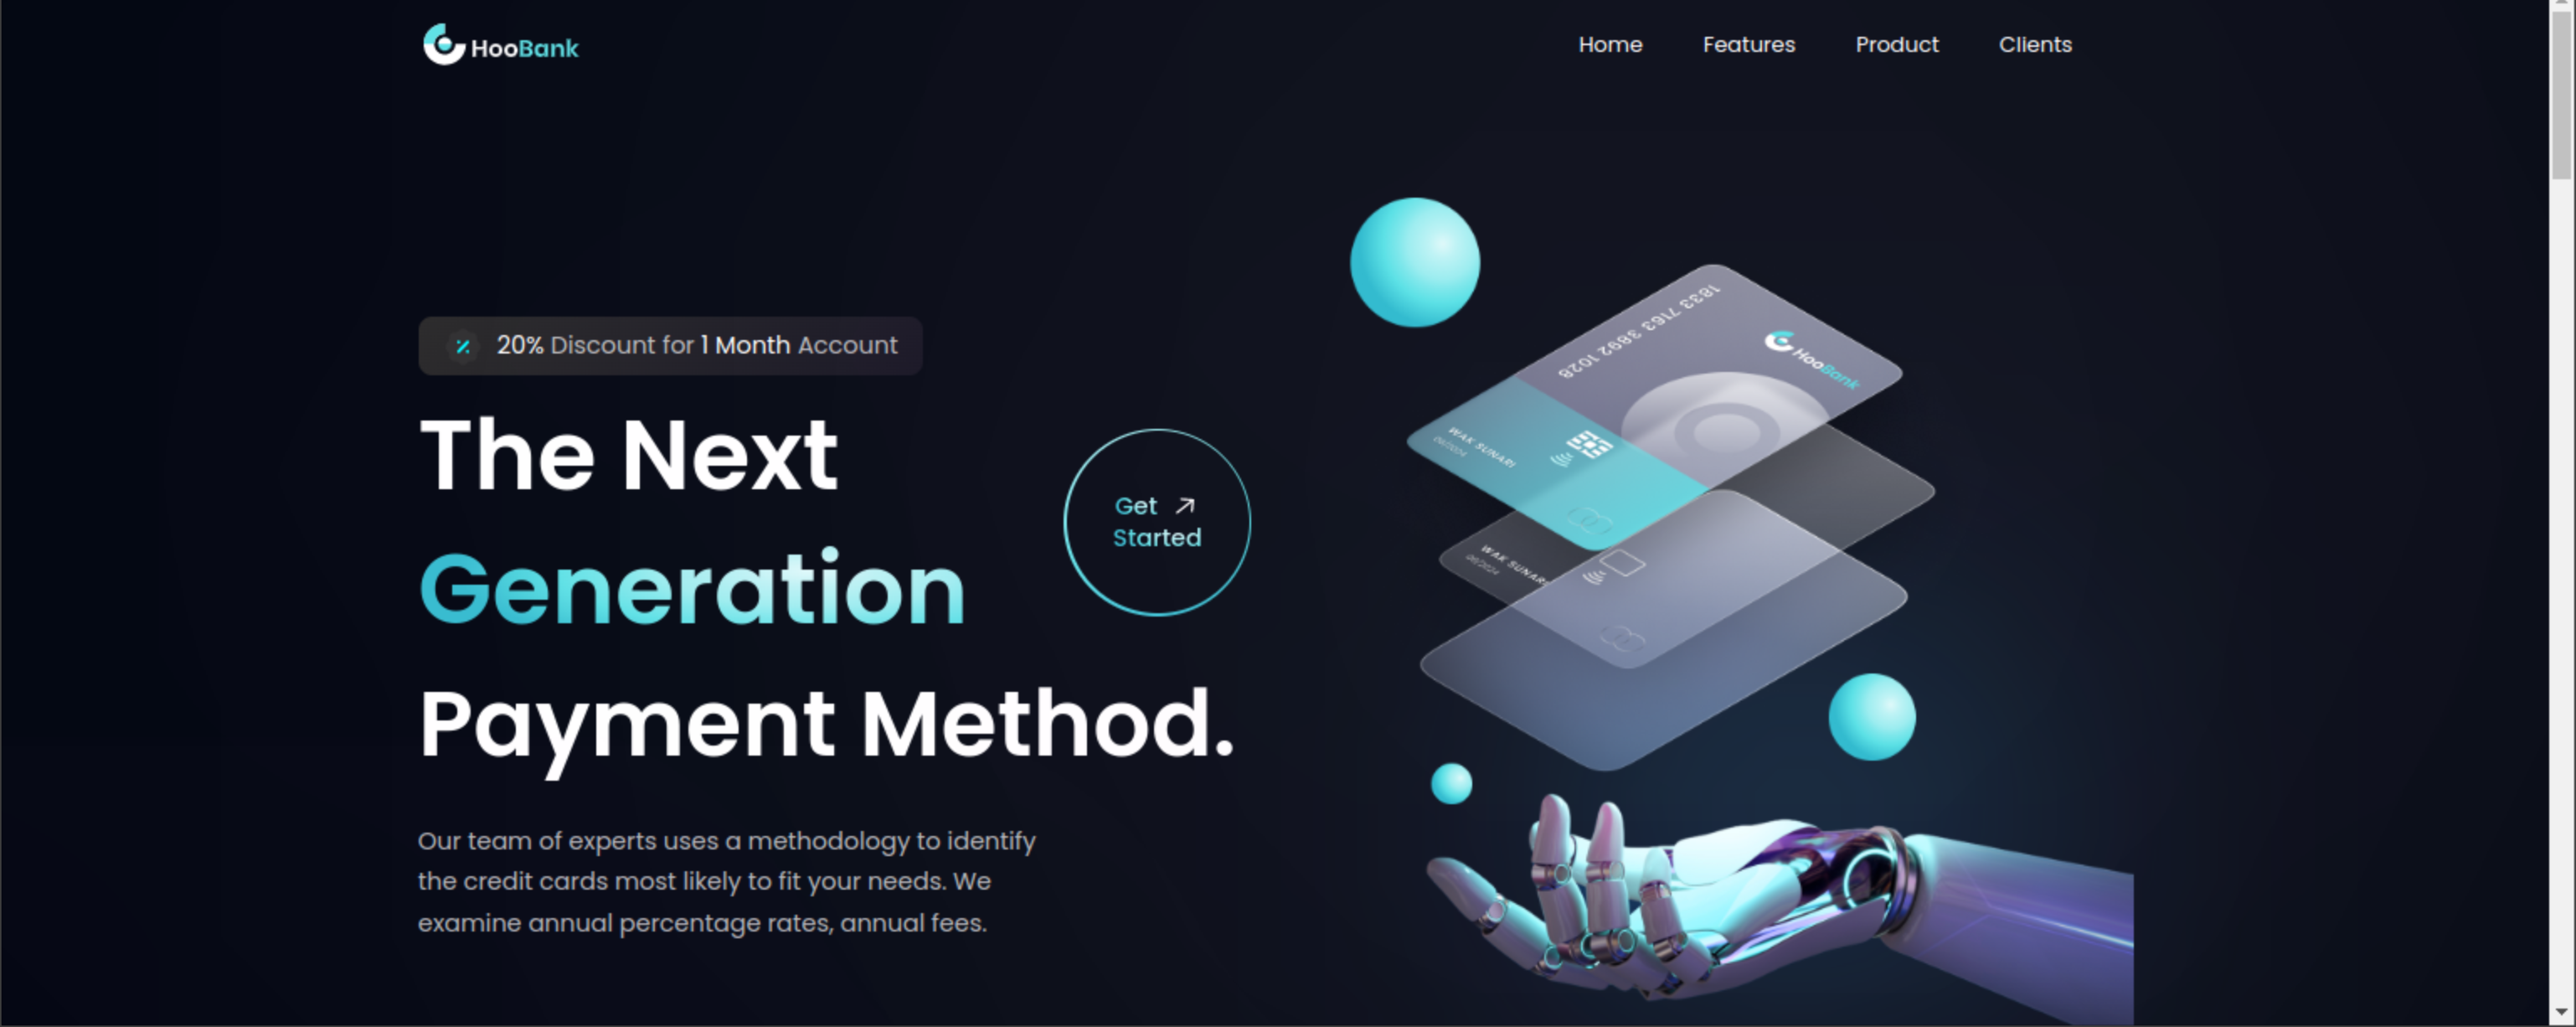 HooBank
Home Features Product Clients
20% Discount for 1 Month Account
The Next
Generation
Payment Method.
Get
Started
Our team of experts uses a methodology to identify
the credit cards most likely to fit your needs. We
examine annual percentage rates, annual fees.
1833 7163 3892 1028
HooBank
WAK SUNARI
WAK SUNARI
06/2024